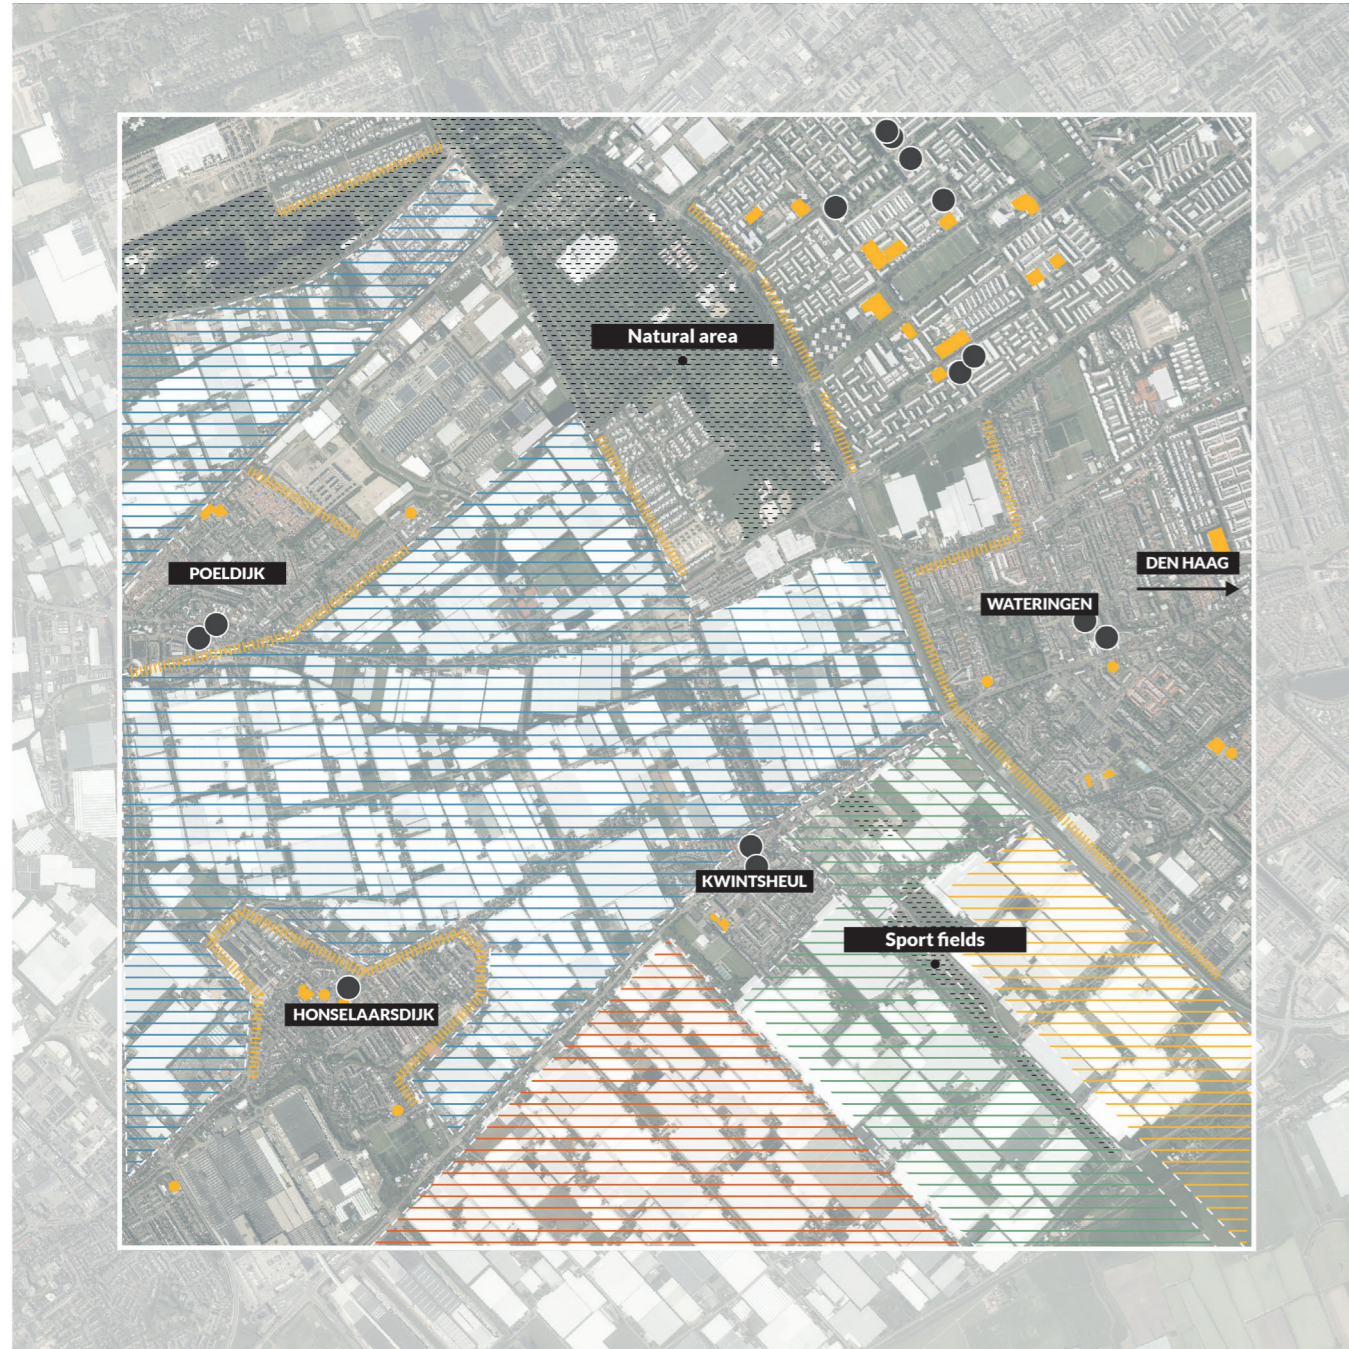 Natural area
POELDIJK
DEN HAAG
WATERINGEN
KWINTSHEUL
Sport fields
HONSELAARSDIJK